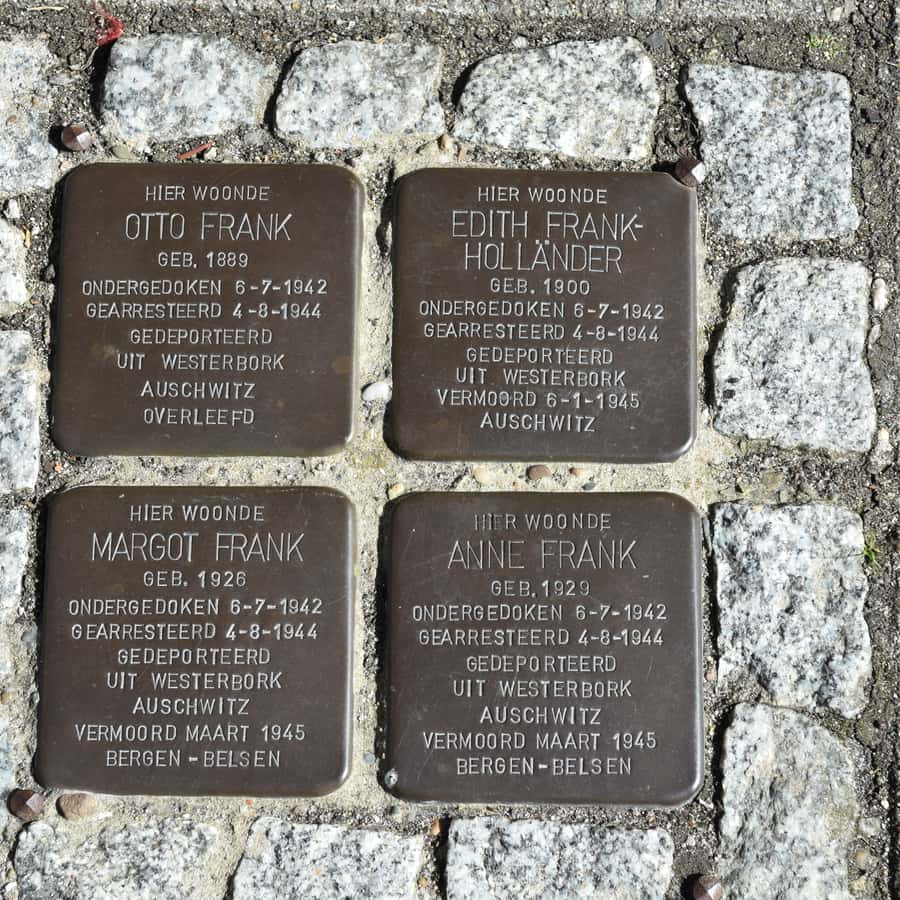 HIER WOONDE
OTTO FRANK
GEB. 1889
ONDERGEDOKEN 6-7-1942
GEARRESTEERD 4-8-1944
GEDEPORTEERD
UIT WESTERBORK
AUSCHWITZ
OVERLEEFD
HIER WOONDE
EDITH FRANK-
HOLLÄNDER
GEB. 1900
ONDERGEDOKEN 6-7-1942
GEARRESTEERD 4-8-1944
GEDEPORTEERD
UIT WESTERBORK
VERMOORD 6-1-1945
AUSCHWITZ
HIER WOONDE
MARGOT FRANK
GEB. 1926
ONDERGEDOKEN 6-7-1942
GEARRESTEERD 4-8-1944
GEDEPORTEERD
UIT WESTERBORK
AUSCHWITZ
VERMOORD MAART 1945
BERGEN-BELSEN
HIER WOONDE
ANNE FRANK
GEB. 1929
ONDERGEDOKEN 6-7-1942
GEARRESTEERD 4-8-1944
GEDEPORTEERD
UIT WESTERBORK
AUSCHWITZ
VERMOORD MAART 1945
BERGEN-BELSEN